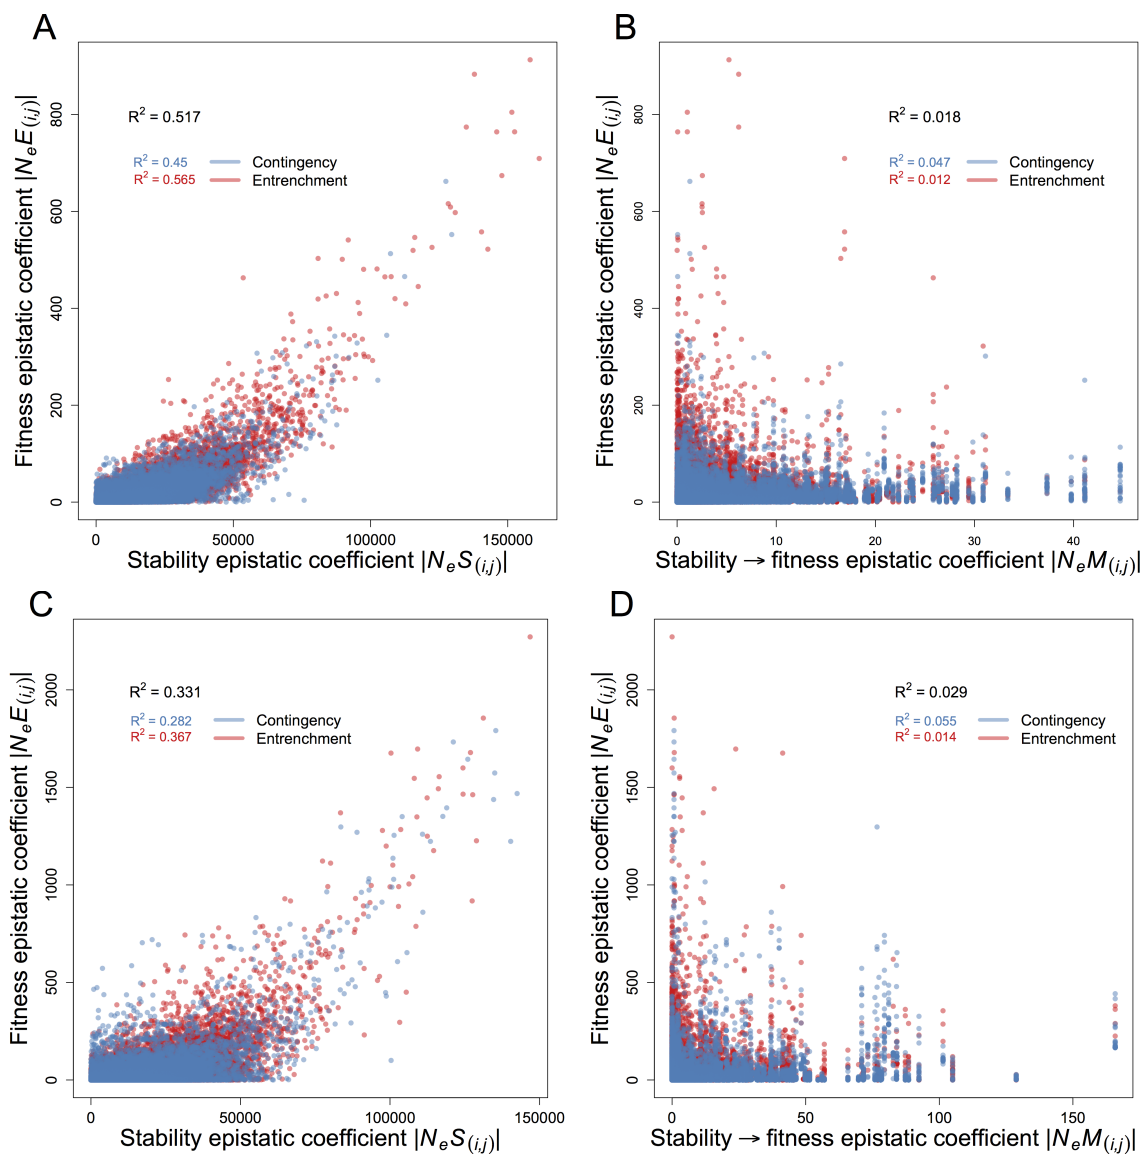 A
Fitness epistatic coefficient |NeE(i,j)|
800
600
400
200
0
R² = 0.517
R² = 0.45 Contingency
R² = 0.565 Entrenchment
0 50000 100000 150000
Stability epistatic coefficient |NeS(i,j)|
B
Fitness epistatic coefficient |NeE(i,j)|
800
600
400
200
0
R² = 0.018
R² = 0.047 Contingency
R² = 0.012 Entrenchment
0 10 20 30 40
Stability → fitness epistatic coefficient |NeM(i,j)|
C
Fitness epistatic coefficient |NeE(i,j)|
2000
1500
1000
500
0
R² = 0.331
R² = 0.282 Contingency
R² = 0.367 Entrenchment
0 50000 100000 150000
Stability epistatic coefficient |NeS(i,j)|
D
Fitness epistatic coefficient |NeE(i,j)|
2000
1500
1000
500
0
R² = 0.029
R² = 0.055 Contingency
R² = 0.014 Entrenchment
0 50 100 150
Stability → fitness epistatic coefficient |NeM(i,j)|